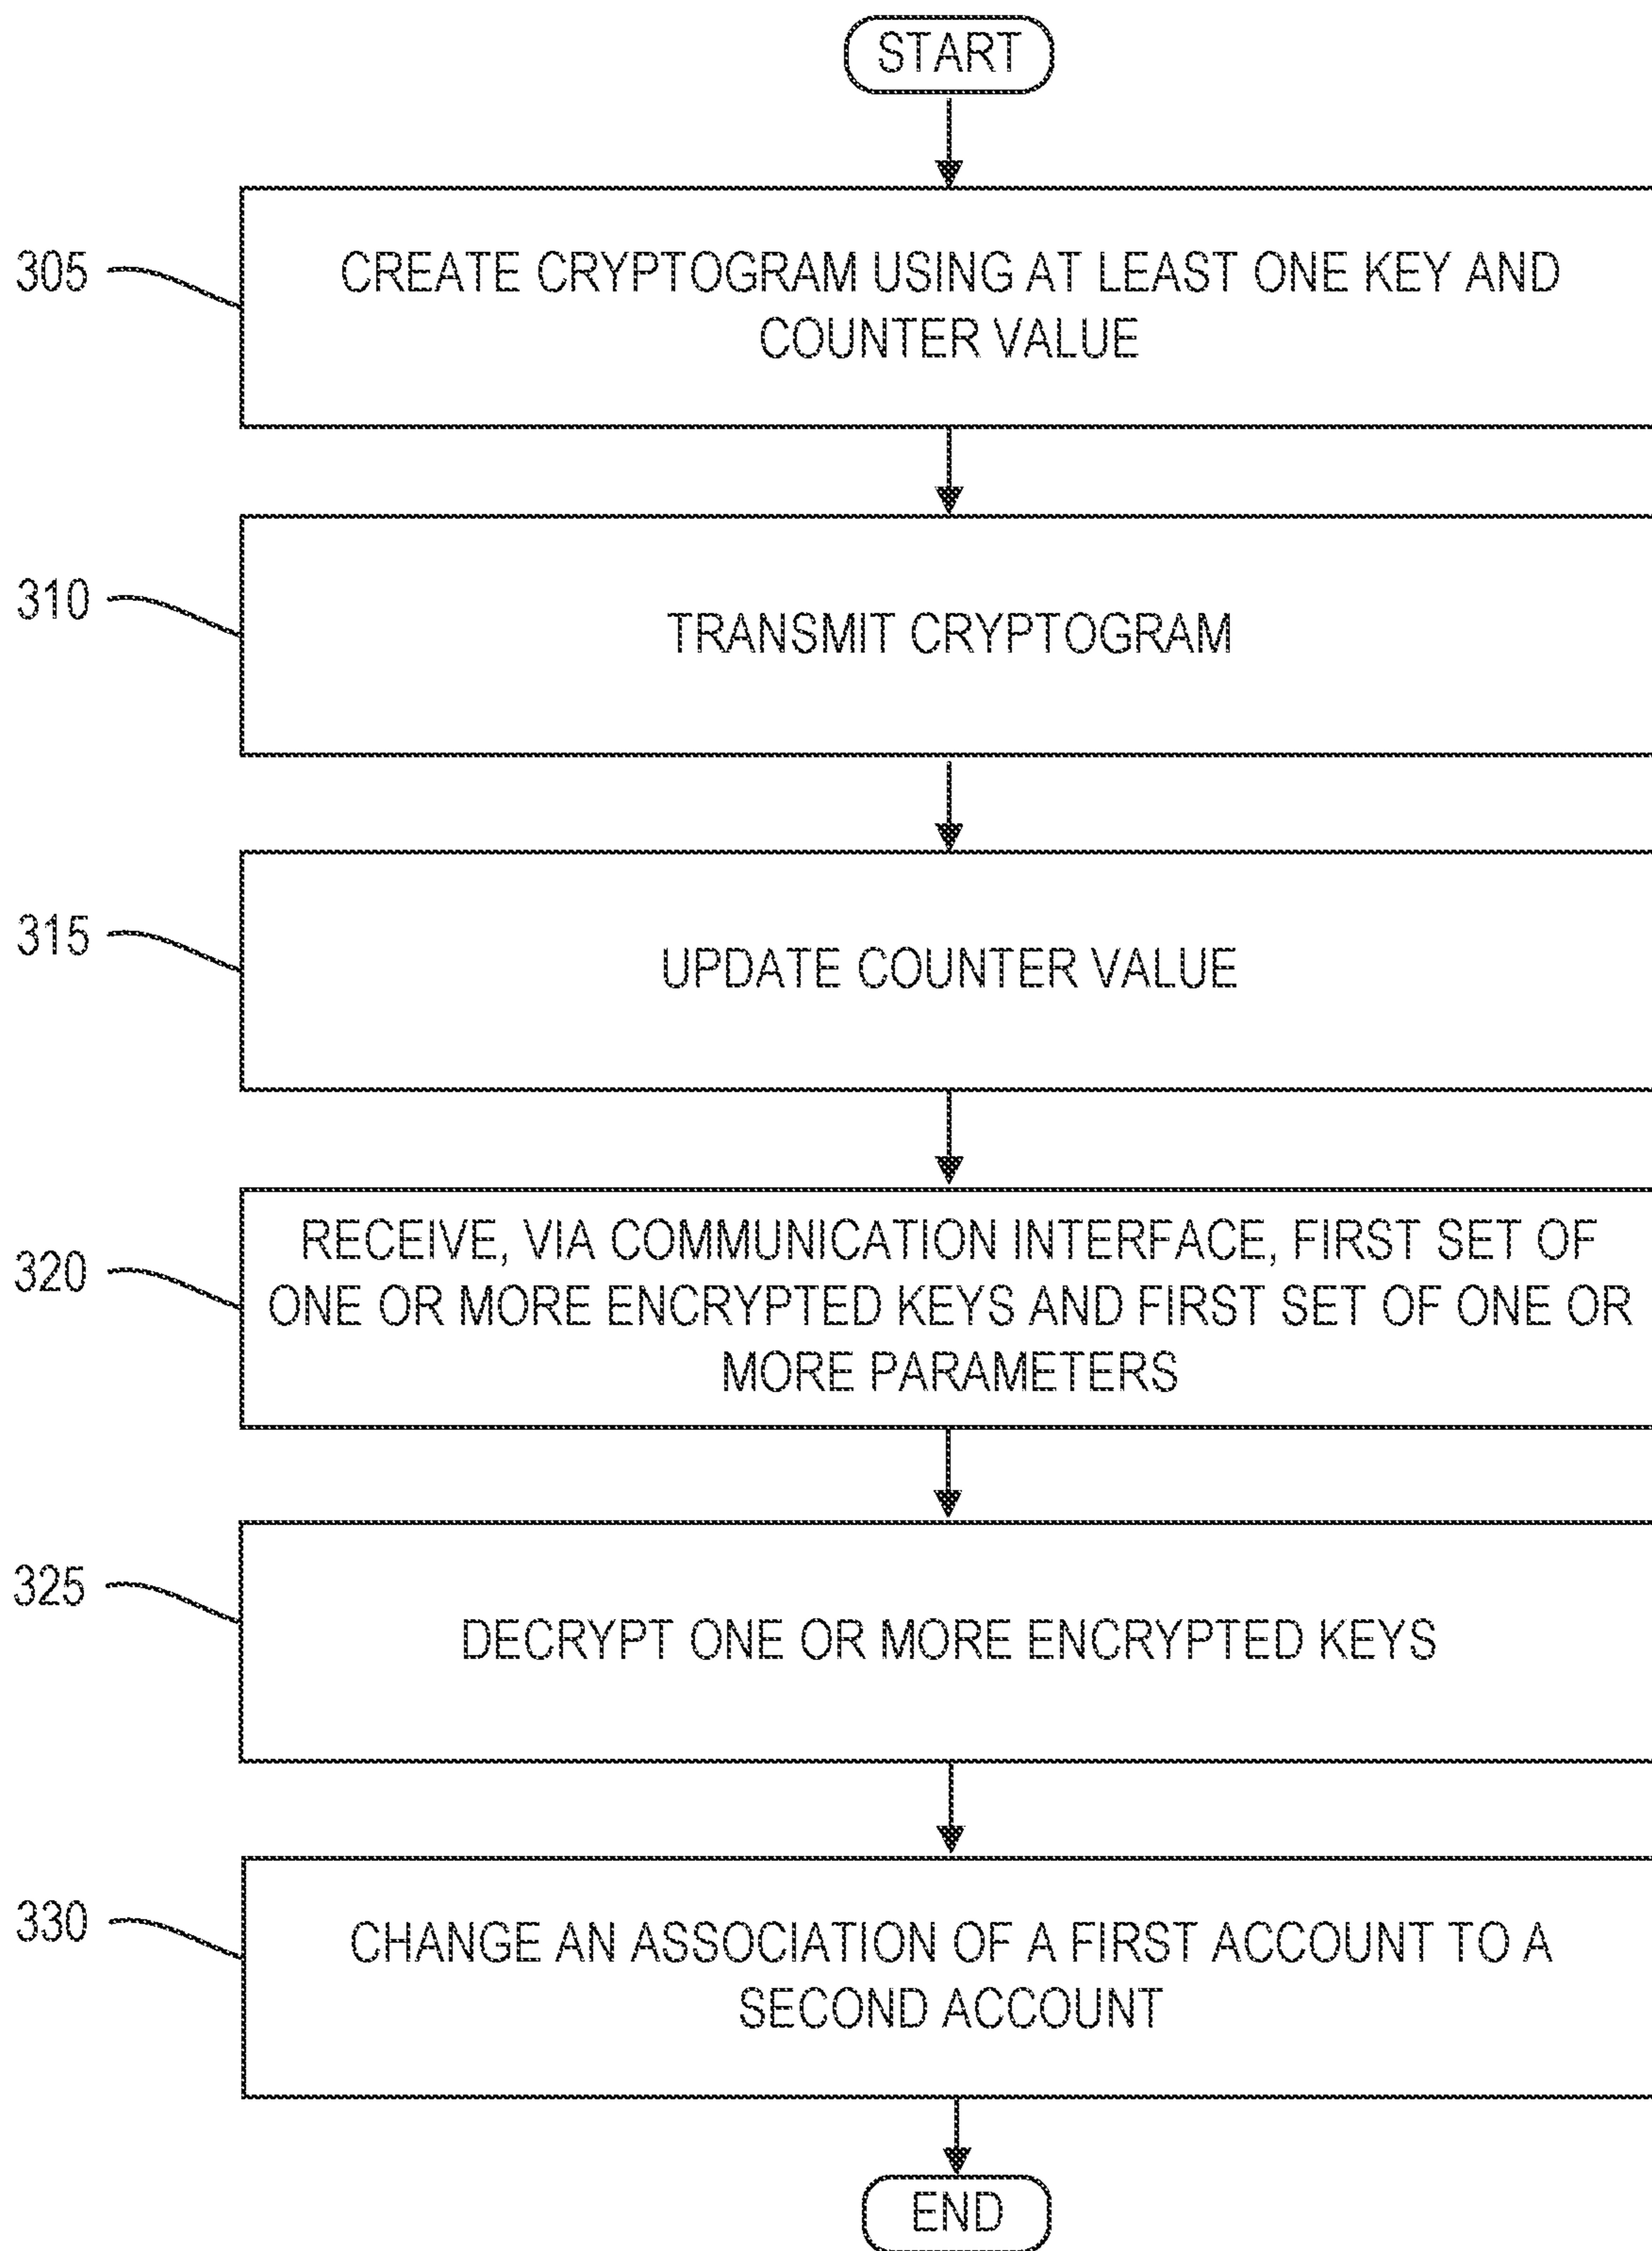 START
305
CREATE CRYPTOGRAM USING AT LEAST ONE KEY AND
COUNTER VALUE
310
TRANSMIT CRYPTOGRAM
315
UPDATE COUNTER VALUE
320
RECEIVE, VIA COMMUNICATION INTERFACE, FIRST SET OF
ONE OR MORE ENCRYPTED KEYS AND FIRST SET OF ONE OR
MORE PARAMETERS
325
DECRYPT ONE OR MORE ENCRYPTED KEYS
330
CHANGE AN ASSOCIATION OF A FIRST ACCOUNT TO A
SECOND ACCOUNT
END